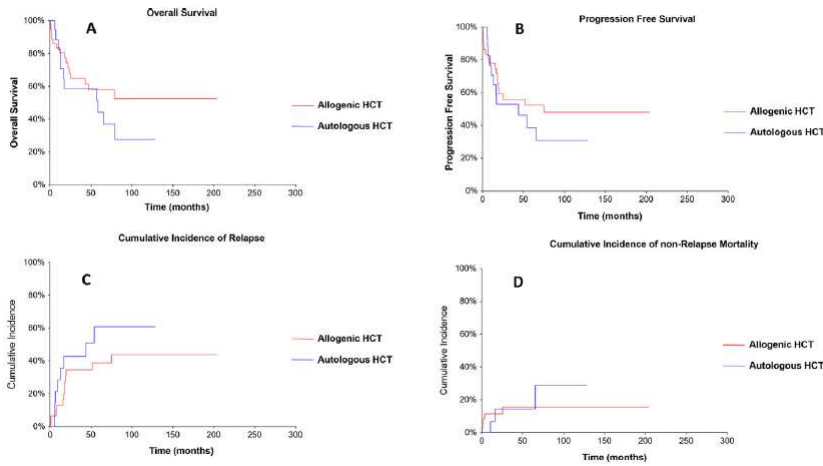 Overall Survival
A
100%
80%
60%
40%
20%
0%
Overall Survival
0 50 100 150 200 250 300
Time (months)
Allogenic HCT
Autologous HCT
Progression Free Survival
B
100%
80%
60%
40%
20%
0%
Progression Free Survival
0 50 100 150 200 250 300
Time (months)
Allogenic HCT
Autologous HCT
Cumulative Incidence of Relapse
C
100%
80%
60%
40%
20%
0%
Cumulative Incidence
0 50 100 150 200 250 300
Time (months)
Allogenic HCT
Autologous HCT
Cumulative Incidence of non-Relapse Mortality
D
100%
80%
60%
40%
20%
0%
Cumulative Incidence
0 50 100 150 200 250 300
Time (months)
Allogenic HCT
Autologous HCT